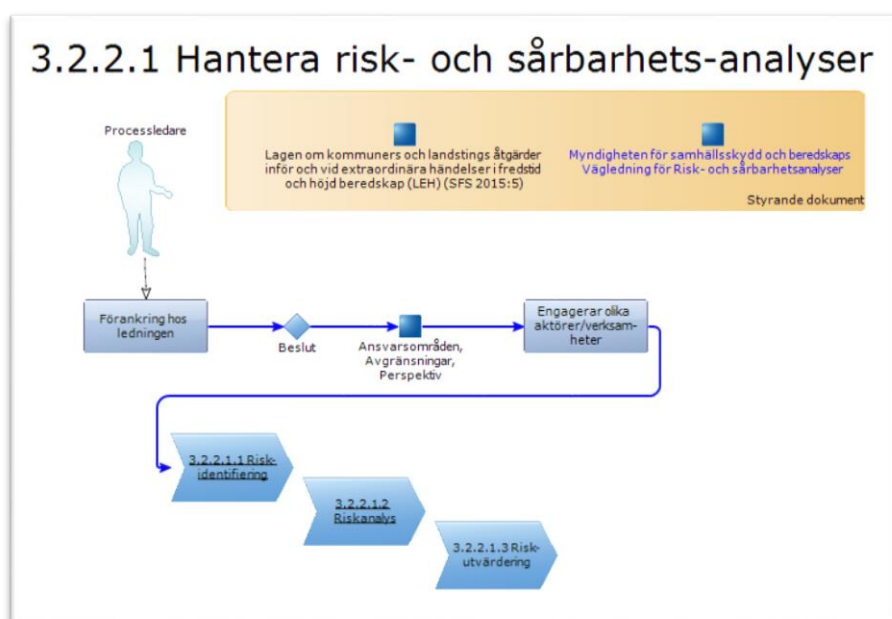 3.2.2.1 Hantera risk- och sårbarhets-analyser
Processledare
Lagen om kommuners och landstings åtgärder
inför och vid extraordinära händelser i fredstid
och höjd beredskap (LEH) (SFS 2015:5)
Myndigheten för samhällsskydd och beredskaps
Vägledning för Risk- och sårbarhetsanalyser
Styrande dokument
Förankring hos
ledningen
Beslut
Ansvarsområden,
Avgränsningar,
Perspektiv
Engagerar olika
aktörer/verksam-
heter
3.2.2.1.1 Risk-
identifiering
3.2.2.1.2
Riskanalys
3.2.2.1.3 Risk-
utvärdering